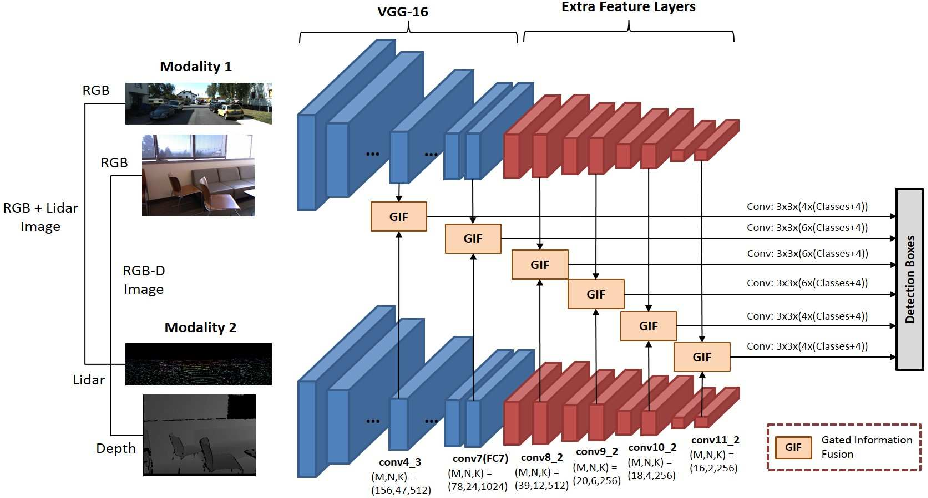 VGG-16
Extra Feature Layers
Modality 1
RGB
RGB
RGB + Lidar
Image
RGB-D
Image
Modality 2
Lidar
Depth
...
...
GIF
GIF
GIF
GIF
GIF
GIF
Conv: 3x3x(4x(Classes+4))
Conv: 3x3x(6x(Classes+4))
Conv: 3x3x(6x(Classes+4))
Conv: 3x3x(6x(Classes+4))
Conv: 3x3x(4x(Classes+4))
Conv: 3x3x(4x(Classes+4))
Detection Boxes
...
...
conv4_3
(M,N,K) =
(156,47,512)
conv7(FC7)
(M,N,K) =
(78,24,1024)
conv8_2
(M,N,K) =
(39,12,512)
conv9_2
(M,N,K) =
(20,6,256)
conv10_2
(M,N,K) =
(18,4,256)
conv11_2
(M,N,K) =
(16,2,256)
GIF
Gated Information
Fusion